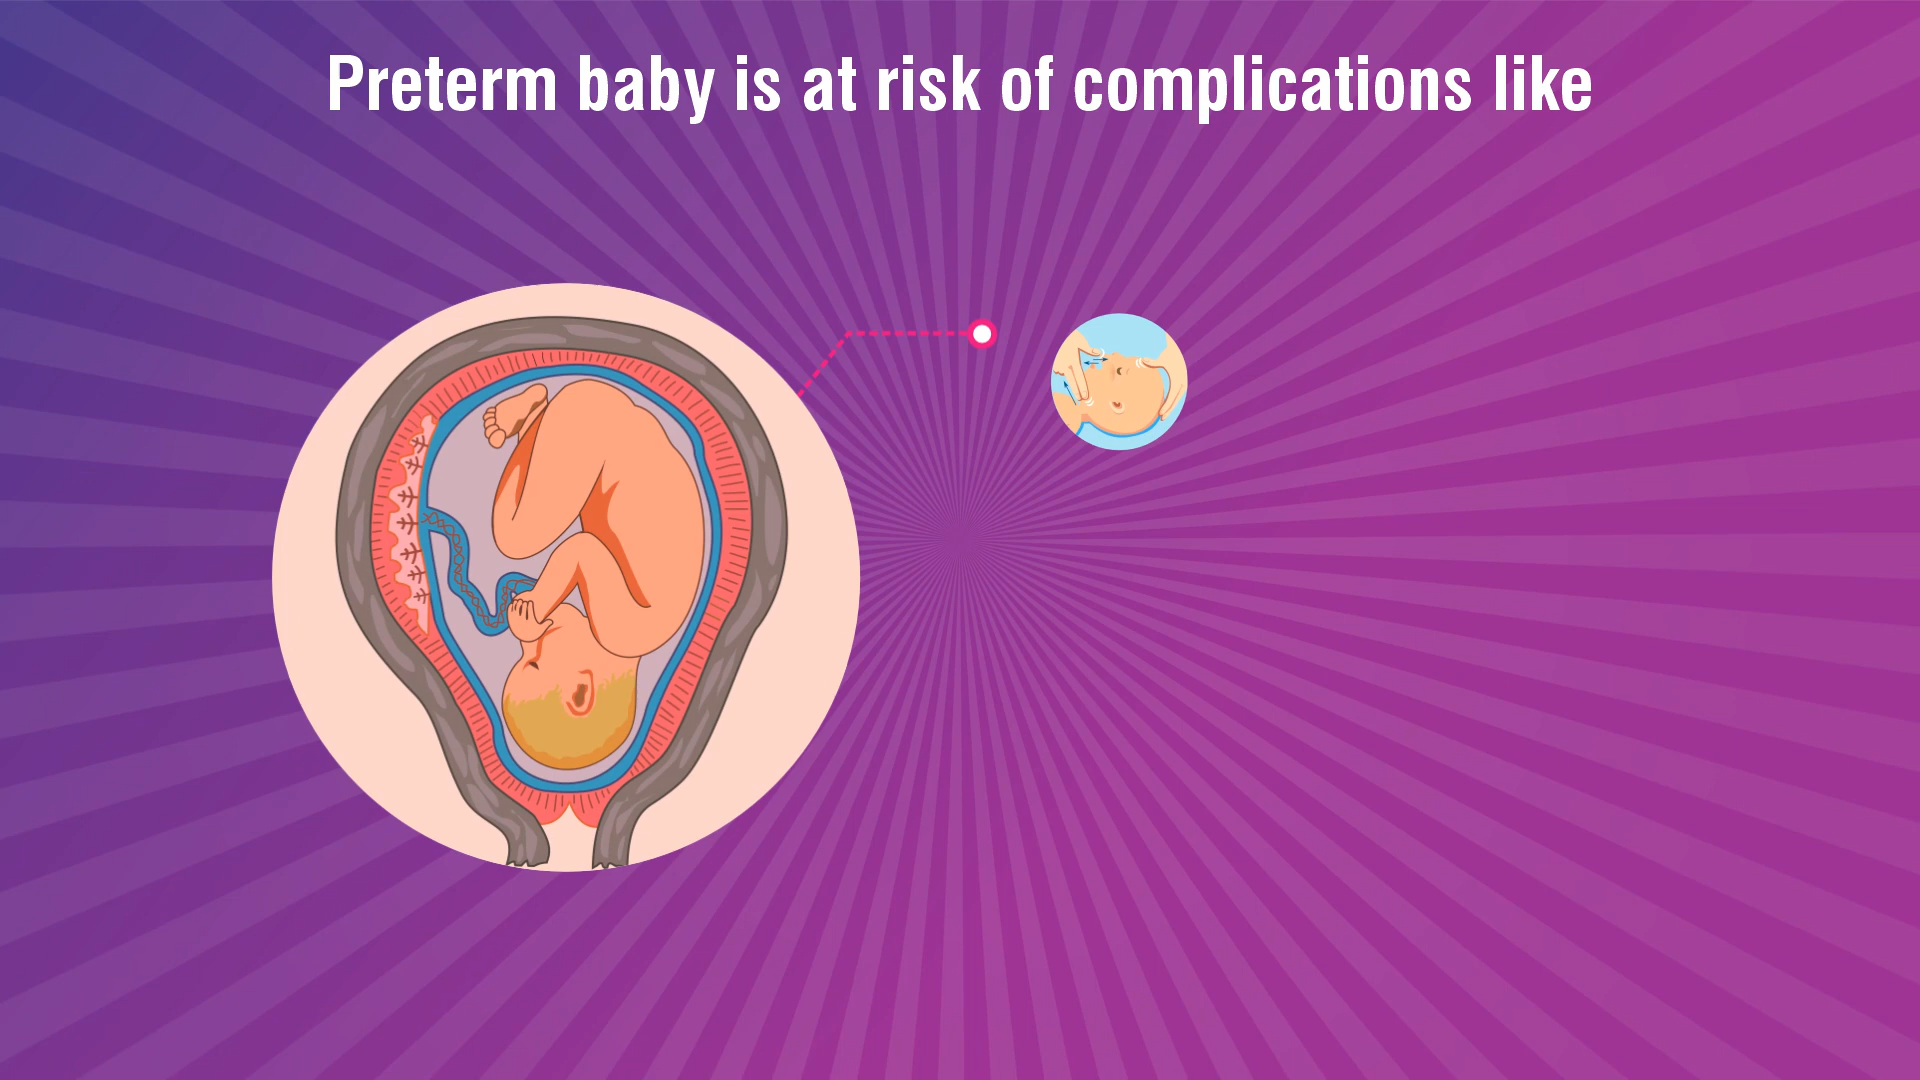 Preterm baby is at risk of complications like